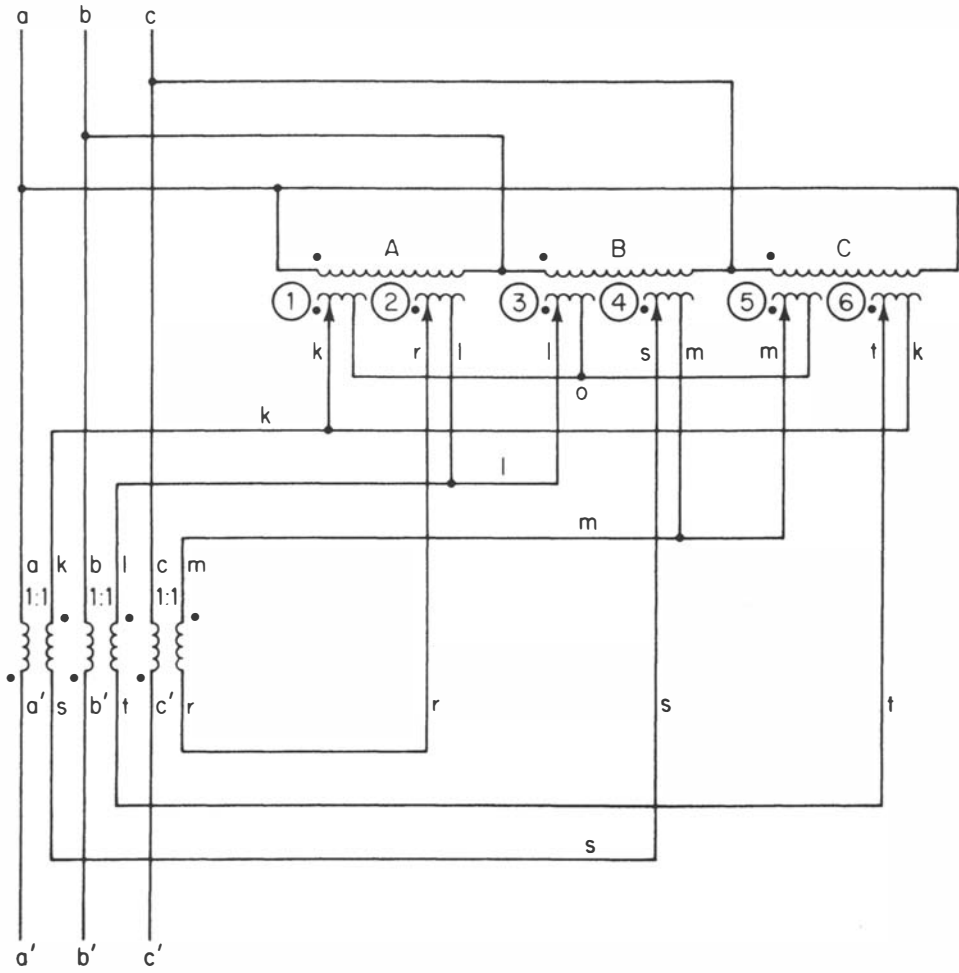 a b c
A B C
1 2 3 4 5 6
k r l l s m m t k
o
k
l
m
a k b l c m
1:1 1:1 1:1
a' s b' t c' r
r s t
s
a' b' c'